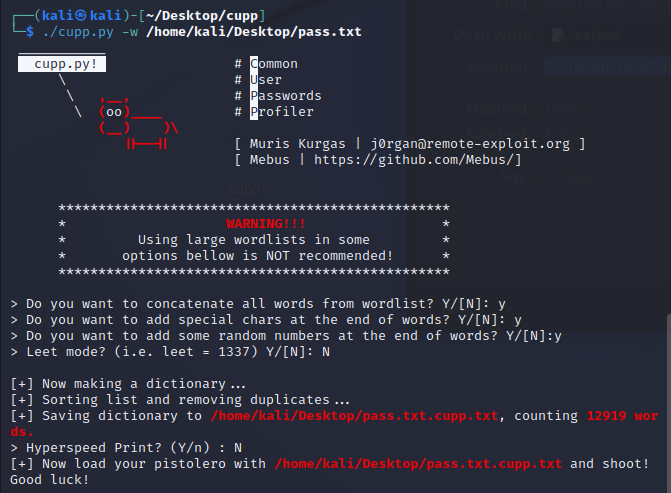 ┌──(kali㉿kali)-[~/Desktop/cupp]
└─$ ./cupp.py -w /home/kali/Desktop/pass.txt
___________
cupp.py! # Common
\ # User
\ ,__, # Passwords
\ (oo)____ # Profiler
(__) )\
||--|| [ Muris Kurgas | j0rgan@remote-exploit.org ]
[ Mebus | https://github.com/Mebus/]
*************************************************
* WARNING!!! *
* Using large wordlists in some *
* options bellow is NOT recommended! *
*************************************************
> Do you want to concatenate all words from wordlist? Y/[N]: y
> Do you want to add special chars at the end of words? Y/[N]: y
> Do you want to add some random numbers at the end of words? Y/[N]:y
> Leet mode? (i.e. leet = 1337) Y/[N]: N
[+] Now making a dictionary...
[+] Sorting list and removing duplicates...
[+] Saving dictionary to /home/kali/Desktop/pass.txt.cupp.txt, counting 12919 wor
ds.
> Hyperspeed Print? (Y/n) : N
[+] Now load your pistolero with /home/kali/Desktop/pass.txt.cupp.txt and shoot!
Good luck!